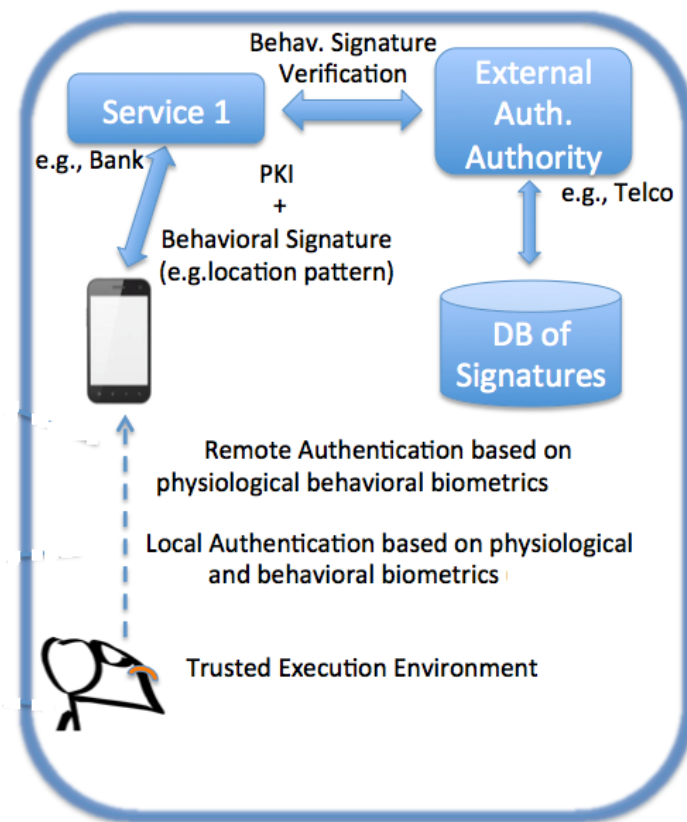 Behav. Signature
Verification
Service 1
External
Auth.
Authority
e.g., Bank
PKI
+
Behavioral Signature
(e.g.location pattern)
e.g., Telco
DB of
Signatures
Remote Authentication based on
physiological behavioral biometrics
Local Authentication based on physiological
and behavioral biometrics
Trusted Execution Environment